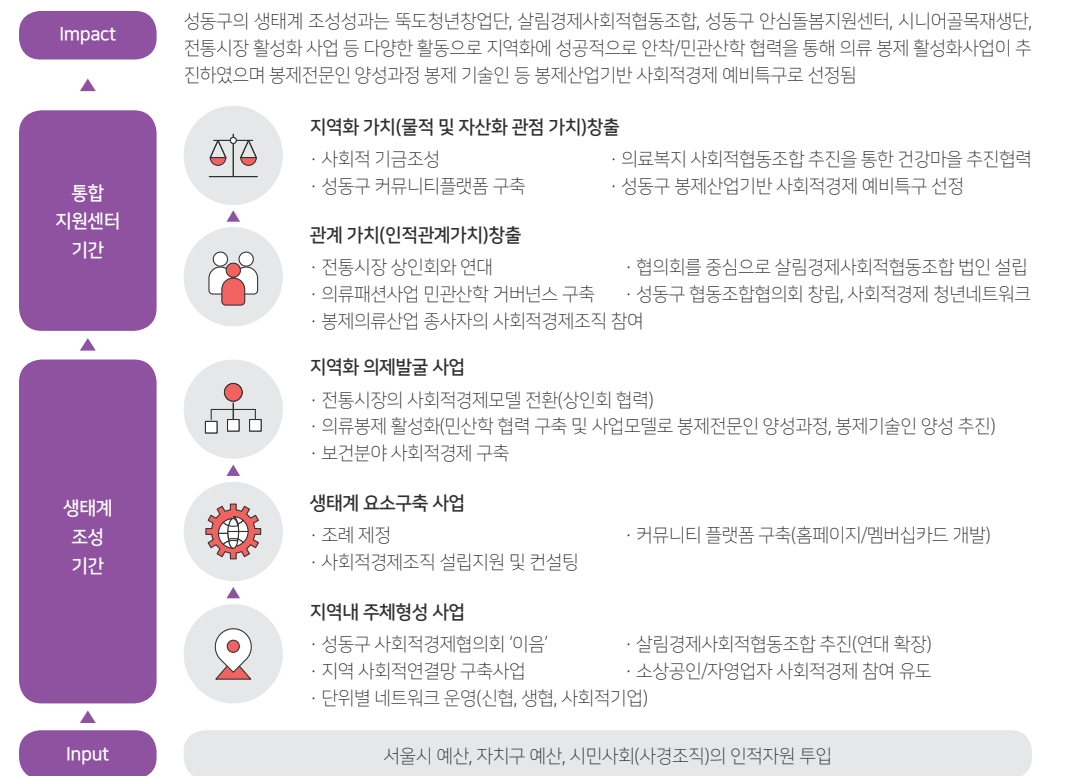 Impact
성동구의 생태계 조성성과는 뚝도청년창업단, 살림경제사회적협동조합, 성동구 안심돌봄지원센터, 시니어골목재생단,
전통시장 활성화 사업 등 다양한 활동으로 지역화에 성공적으로 안착/민관산학 협력을 통해 의류 봉제 활성화사업이 추
진하였으며 봉제전문인 양성과정 봉제 기술인 등 봉제산업기반 사회적경제 예비특구로 선정됨
통합
지원센터
기간
지역화 가치(물적 및 자산화 관점 가치)창출
· 사회적 기금조성
· 의료복지 사회적협동조합 추진을 통한 건강마을 추진협력
· 성동구 커뮤니티플랫폼 구축
· 성동구 봉제산업기반 사회적경제 예비특구 선정
관계 가치(인적관계가치)창출
· 전통시장 상인회와 연대
· 협의회를 중심으로 살림경제사회적협동조합 법인 설립
· 의류패션사업 민관산학 거버넌스 구축
· 성동구 협동조합협의회 창립, 사회적경제 청년네트워크
· 봉제의류산업 종사자의 사회적경제조직 참여
생태계
조성
기간
지역화 의제발굴 사업
· 전통시장의 사회적경제모델 전환(상인회 협력)
· 의류봉제 활성화(민산학 협력 구축 및 사업모델로 봉제전문인 양성과정, 봉제기술인 양성 추진)
· 보건분야 사회적경제 구축
생태계 요소구축 사업
· 조례 제정
· 커뮤니티 플랫폼 구축(홈페이지/멤버십카드 개발)
· 사회적경제조직 설립지원 및 컨설팅
지역내 주체형성 사업
· 성동구 사회적경제협의회 ‘이음’
· 살림경제사회적협동조합 추진(연대 확장)
· 지역 사회적연결망 구축사업
· 소상공인/자영업자 사회적경제 참여 유도
· 단위별 네트워크 운영(신협, 생협, 사회적기업)
Input
서울시 예산, 자치구 예산, 시민사회(사경조직)의 인적자원 투입